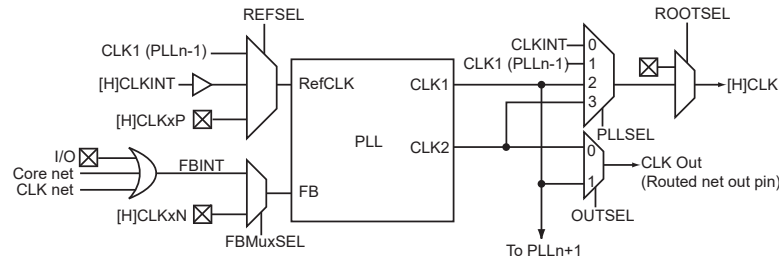 REFSEL
ROOTSEL
CLK1 (PLLn-1)
CLKINT
0
CLK1 (PLLn-1)
1
[H]CLKINT
RefCLK
CLK1
2
[H]CLK
3
[H]CLKxP
PLL
PLLSEL
I/O
FBINT
CLK2
0
CLK Out
Core net
(Routed net out pin)
CLK net
FB
1
[H]CLKxN
OUTSEL
FBMuxSEL
To PLLn+1